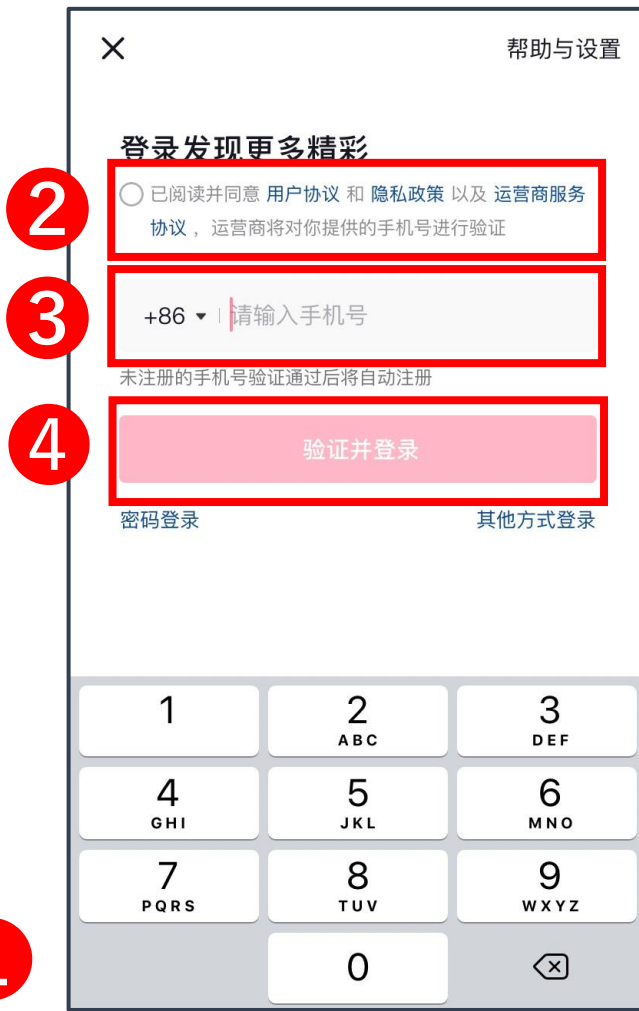 帮助与设置
登录发现更多精彩
2
已阅读并同意 用户协议 和 隐私政策 以及 运营商服务
协议 ，运营商将对你提供的手机号进行验证
3
+86 请输入手机号
未注册的手机号验证通过后将自动注册
4
验证并登录
密码登录 其他方式登录
1 2 3
ABC DEF
4 5 6
GHI JKL MNO
7 8 9
PQRS TUV WXYZ
0